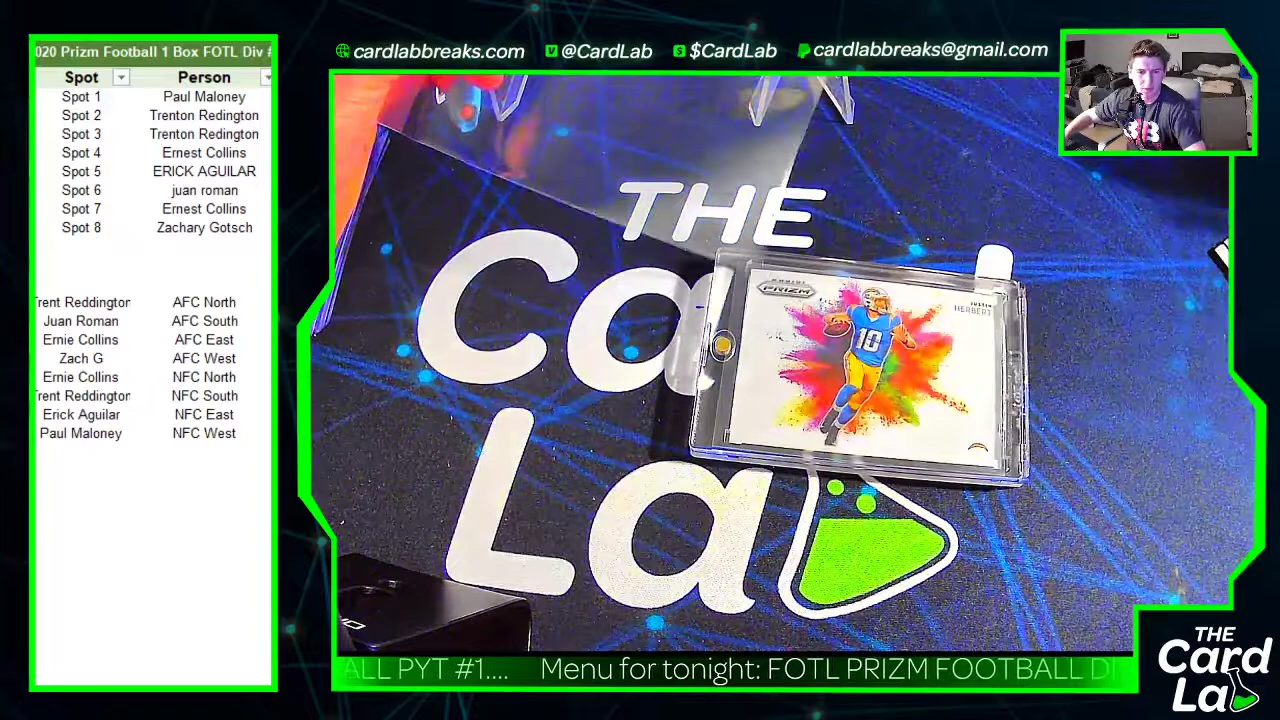 020 Prizm Football 1 Box FOTL Div #
Spot Person
Spot 1 Paul Maloney
Spot 2 Trenton Redington
Spot 3 Trenton Redington
Spot 4 Ernest Collins
Spot 5 ERICK AGUILAR
Spot 6 juan roman
Spot 7 Ernest Collins
Spot 8 Zachary Gotsch
Trent Reddington AFC North
Juan Roman AFC South
Ernie Collins AFC East
Zach G AFC West
Ernie Collins NFC North
Trent Reddington NFC South
Erick Aguilar NFC East
Paul Maloney NFC West
cardlabbreaks.com @CardLab $CardLab cardlabbreaks@gmail.com
THE
Ca
La
PANINI
PRIZM
JUSTIN
HERBERT
10
ALL PYT #1.... Menu for tonight: FOTL PRIZM FOOTBALL DI
THE
Card
La